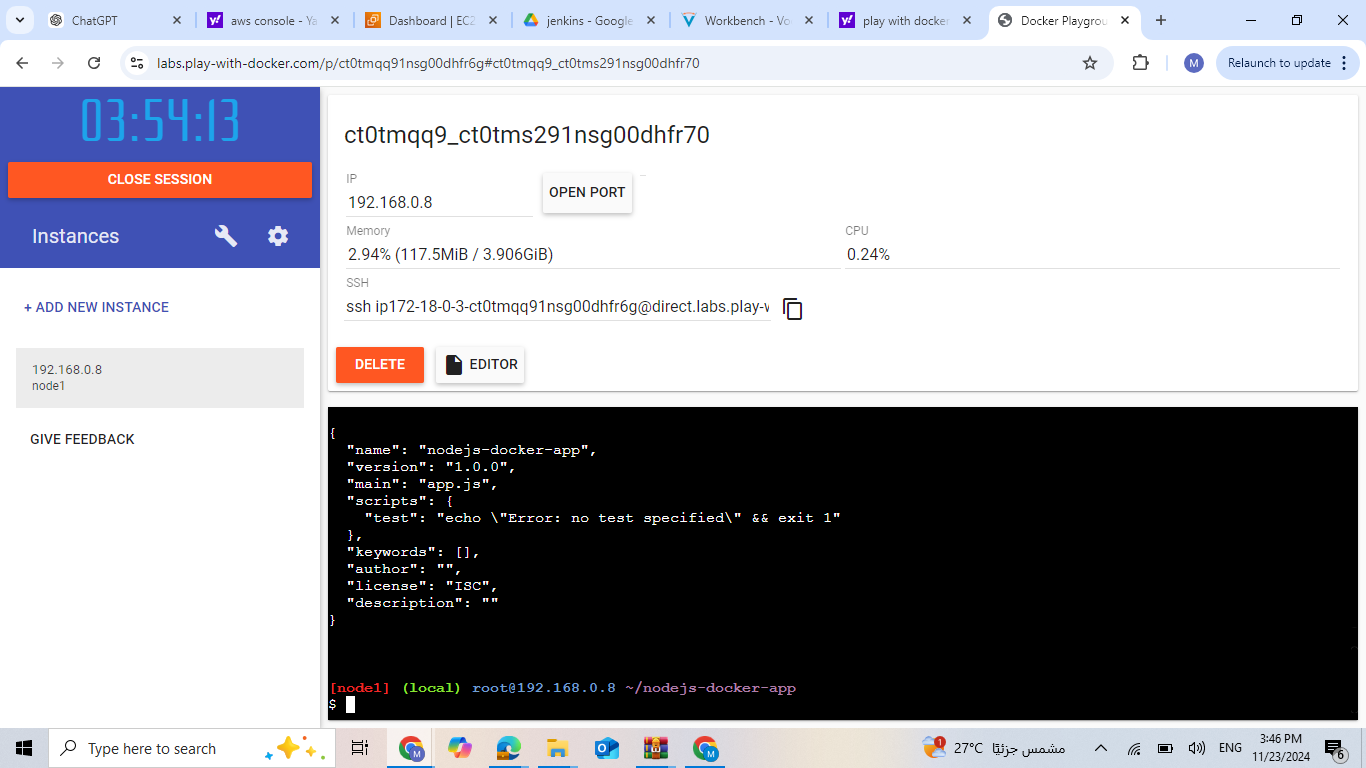 ChatGPT
aws console - Ya
Dashboard | EC2
jenkins - Google
Workbench - Vo
play with docker
Docker Playgrou
labs.play-with-docker.com/p/ct0tmqq91nsg00dhfr6g#ct0tmqq9_ct0tms291nsg00dhfr70
M
Relaunch to update
03:54:13
CLOSE SESSION
Instances
+ ADD NEW INSTANCE
192.168.0.8
node1
GIVE FEEDBACK
ct0tmqq9_ct0tms291nsg00dhfr70
IP
192.168.0.8
OPEN PORT
Memory
2.94% (117.5MiB / 3.906GiB)
CPU
0.24%
SSH
ssh ip172-18-0-3-ct0tmqq91nsg00dhfr6g@direct.labs.play-w
DELETE
EDITOR
{
"name": "nodejs-docker-app",
"version": "1.0.0",
"main": "app.js",
"scripts": {
"test": "echo \"Error: no test specified\" && exit 1"
},
"keywords": [],
"author": "",
"license": "ISC",
"description": ""
}
[node1] (local) root@192.168.0.8 ~/nodejs-docker-app
$
Type here to search
1
27°C مشمس جزئيًا
ENG
3:46 PM
11/23/2024
6